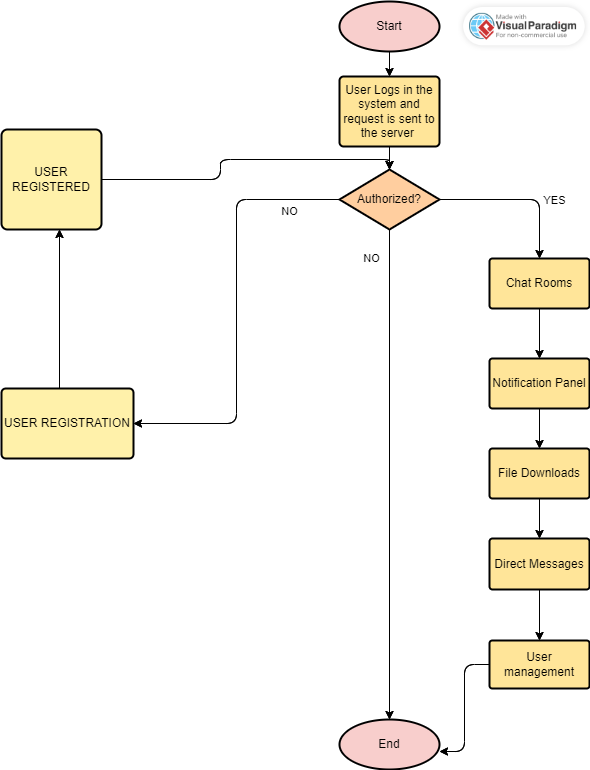 Start
Made with
Visual Paradigm
For non-commercial use
User Logs in the
system and
request is sent to
the server
USER
REGISTERED
Authorized?
NO
YES
NO
Chat Rooms
Notification Panel
USER REGISTRATION
File Downloads
Direct Messages
User
management
End